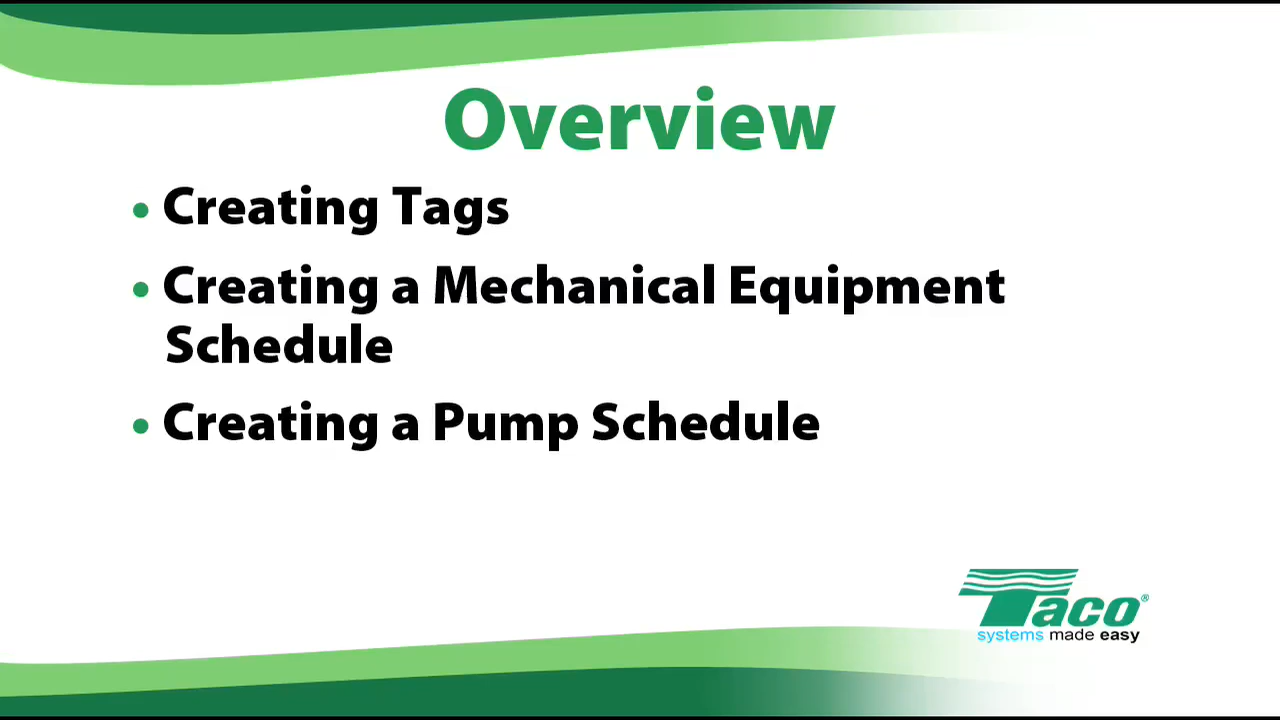 Overview
• Creating Tags
• Creating a Mechanical Equipment
Schedule
• Creating a Pump Schedule
Taco®
systems made easy